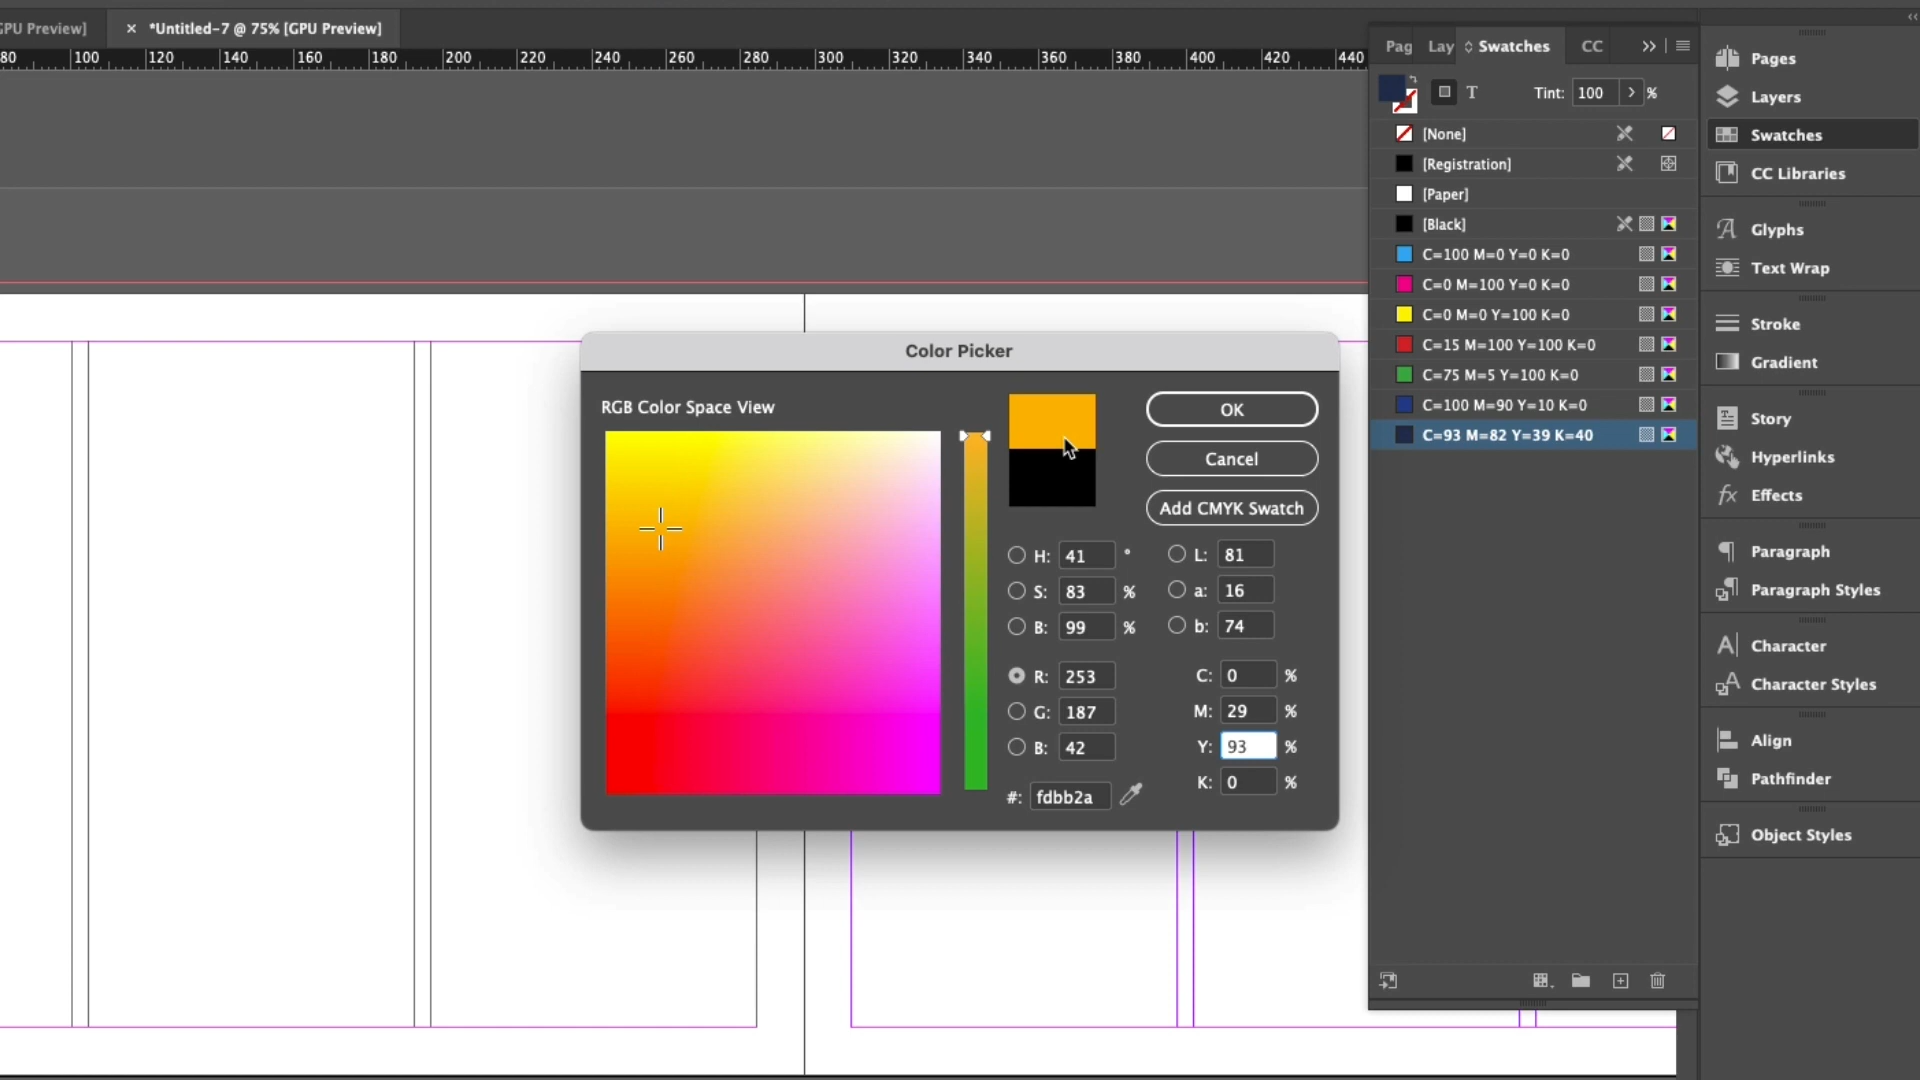 GPU Preview]
× *Untitled-7 @ 75% [GPU Preview]
80 100 120 140 160 180 200 220 240 260 280 300 320 340 360 380 400 420 440
Pag Lay Swatches CC
T Tint: 100 > %
[None]
[Registration]
[Paper]
[Black]
C=100 M=0 Y=0 K=0
C=0 M=100 Y=0 K=0
C=0 M=0 Y=100 K=0
C=15 M=100 Y=100 K=0
C=75 M=5 Y=100 K=0
C=100 M=90 Y=10 K=0
C=93 M=82 Y=39 K=40
Color Picker
RGB Color Space View
OK
Cancel
Add CMYK Swatch
H: 41 °
S: 83 %
B: 99 %
L: 81
a: 16
b: 74
R: 253
G: 187
B: 42
C: 0 %
M: 29 %
Y: 93 %
K: 0 %
#: fdbb2a
Pages
Layers
Swatches
CC Libraries
Glyphs
Text Wrap
Stroke
Gradient
Story
Hyperlinks
fx Effects
Paragraph
Paragraph Styles
Character
Character Styles
Align
Pathfinder
Object Styles